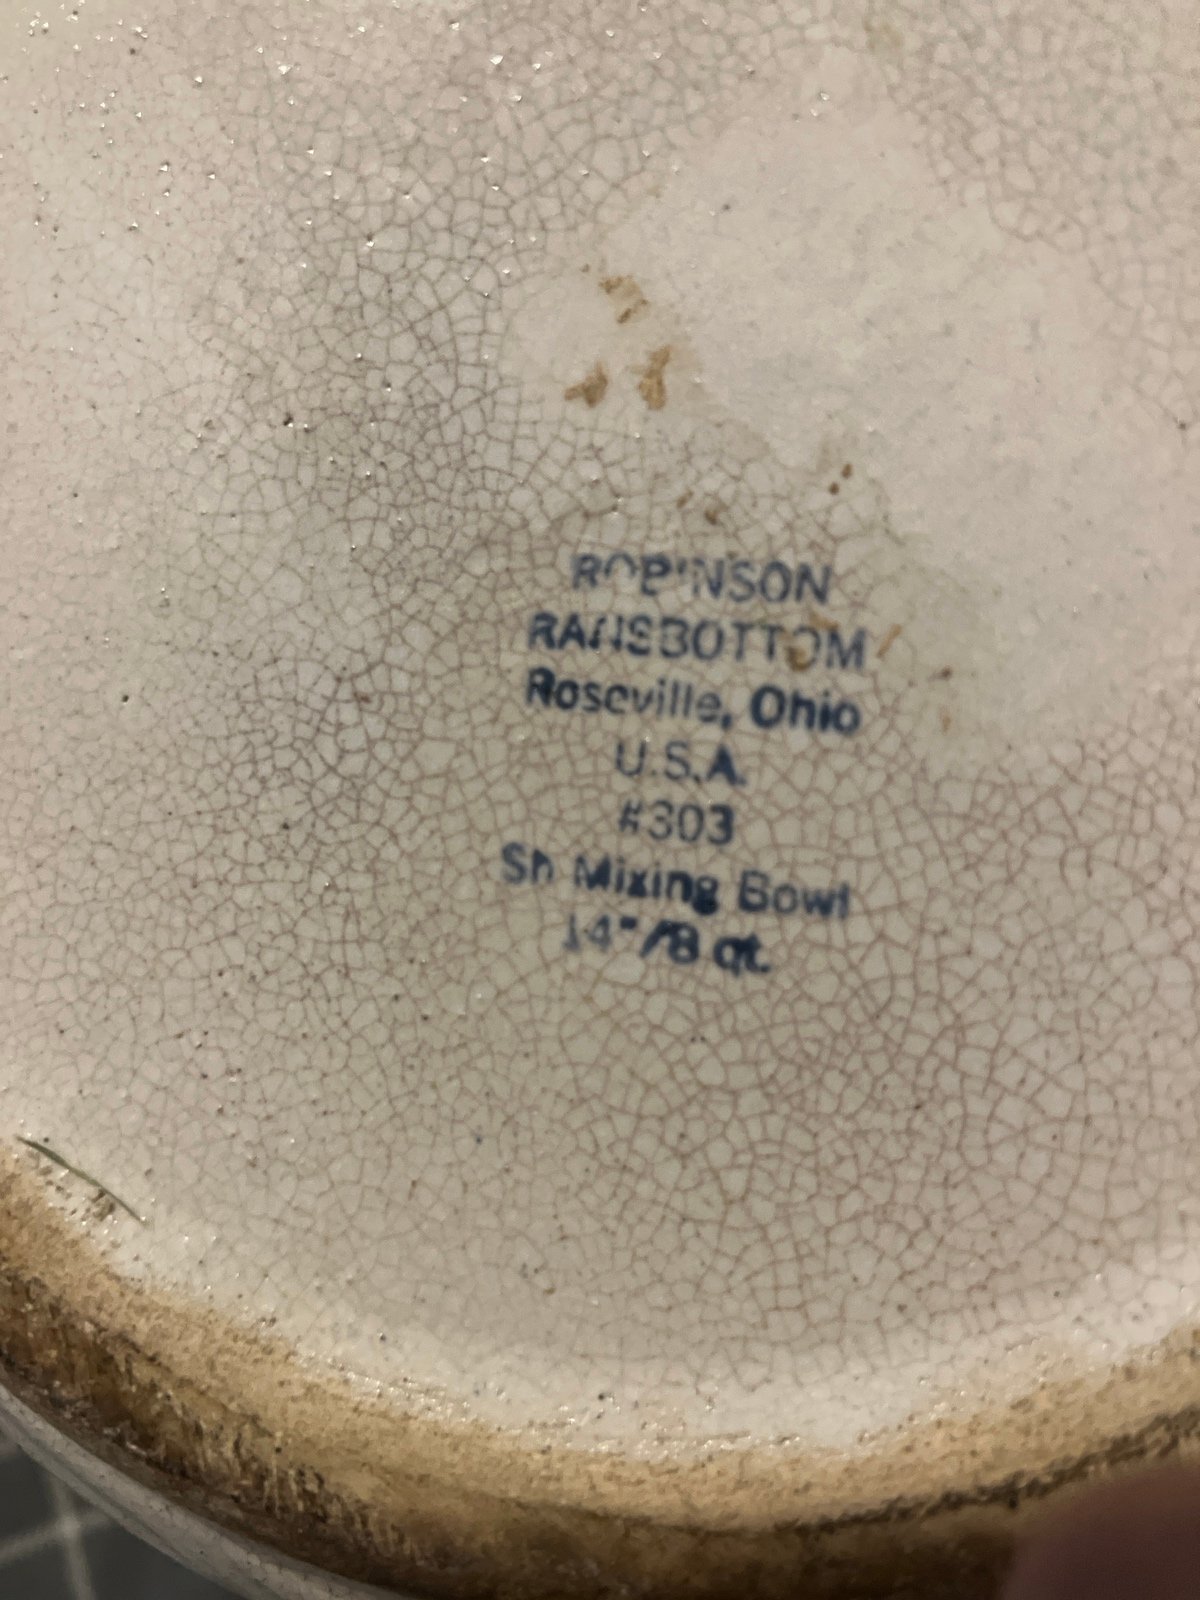 ROBINSON
RANSBOTTOM
Roseville, Ohio
U.S.A.
#303
Sh Mixing Bowl
14"/8 qt.